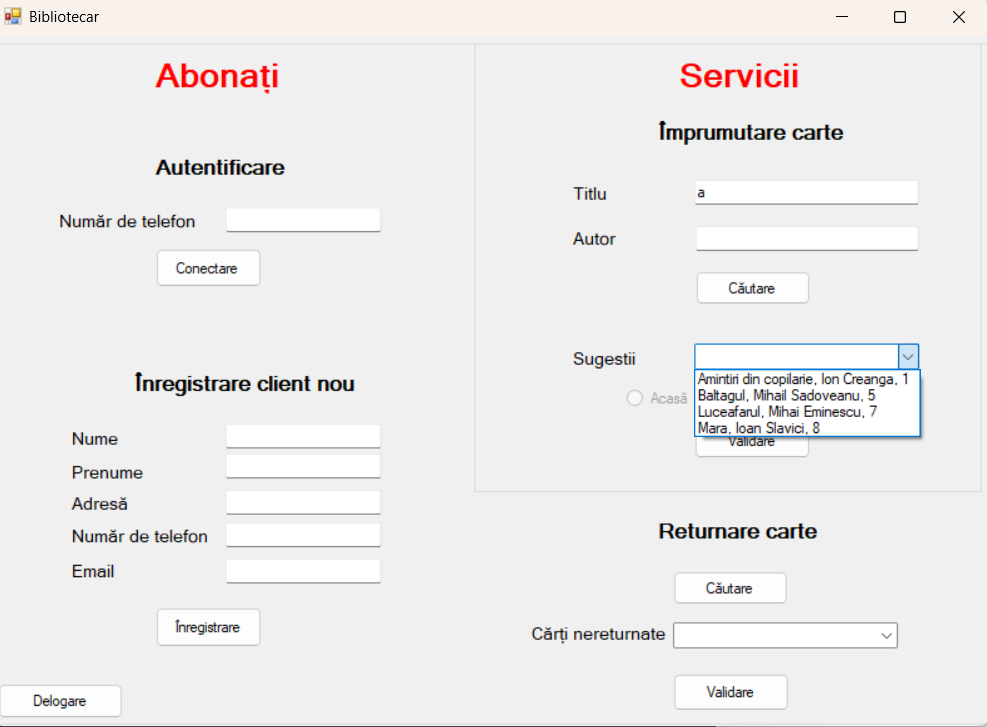 Bibliotecar
Abonați
Autentificare
Număr de telefon
Conectare
Înregistrare client nou
Nume
Prenume
Adresă
Număr de telefon
Email
Înregistrare
Delogare
Servicii
Împrumutare carte
Titlu
a
Autor
Căutare
Sugestii
Amintiri din copilarie, Ion Creanga, 1
Baltagul, Mihail Sadoveanu, 5
Luceafarul, Mihai Eminescu, 7
Mara, Ioan Slavici, 8
Acasă
Validare
Returnare carte
Căutare
Cărți nereturnate
Validare